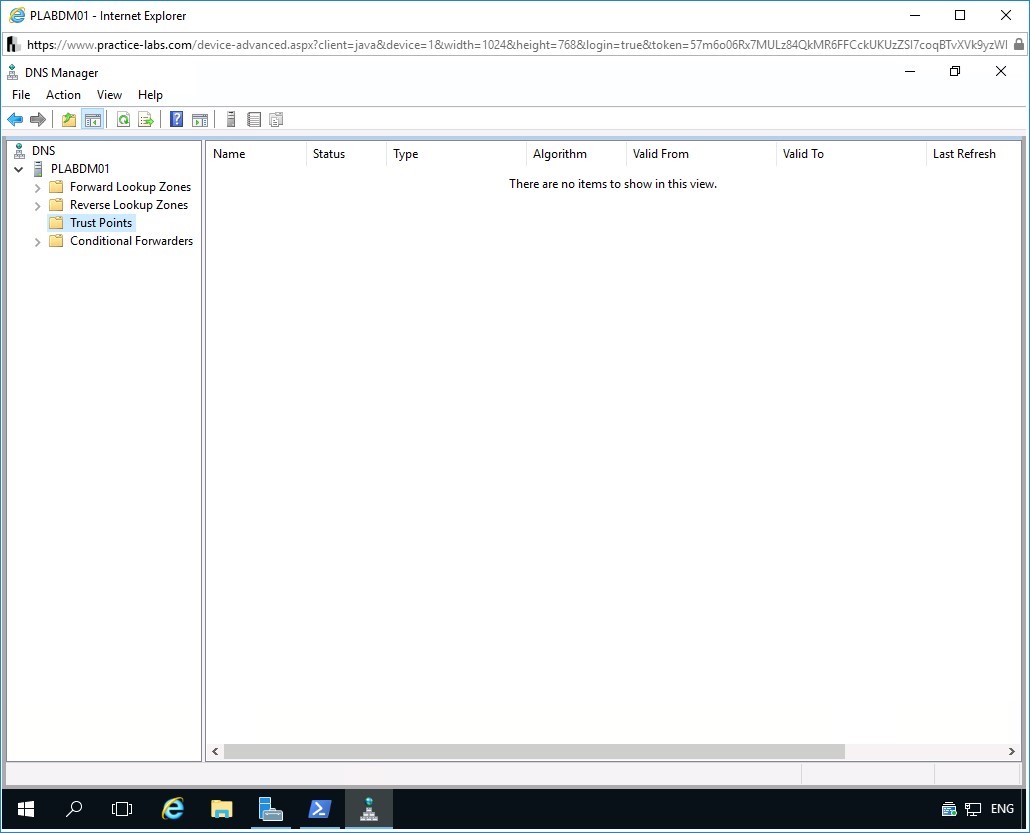 PLABDM01 - Internet Explorer
https://www.practice-labs.com/device-advanced.aspx?client=java&device=1&width=1024&height=768&login=true&token=57m6o06Rx7MULz84QkMR6FFCckUKUzZSI7coqBTvXVk9yzWl
DNS Manager
File Action View Help
DNS
PLABDM01
Forward Lookup Zones
Reverse Lookup Zones
Trust Points
Conditional Forwarders
Name Status Type Algorithm Valid From Valid To Last Refresh
There are no items to show in this view.
ENG